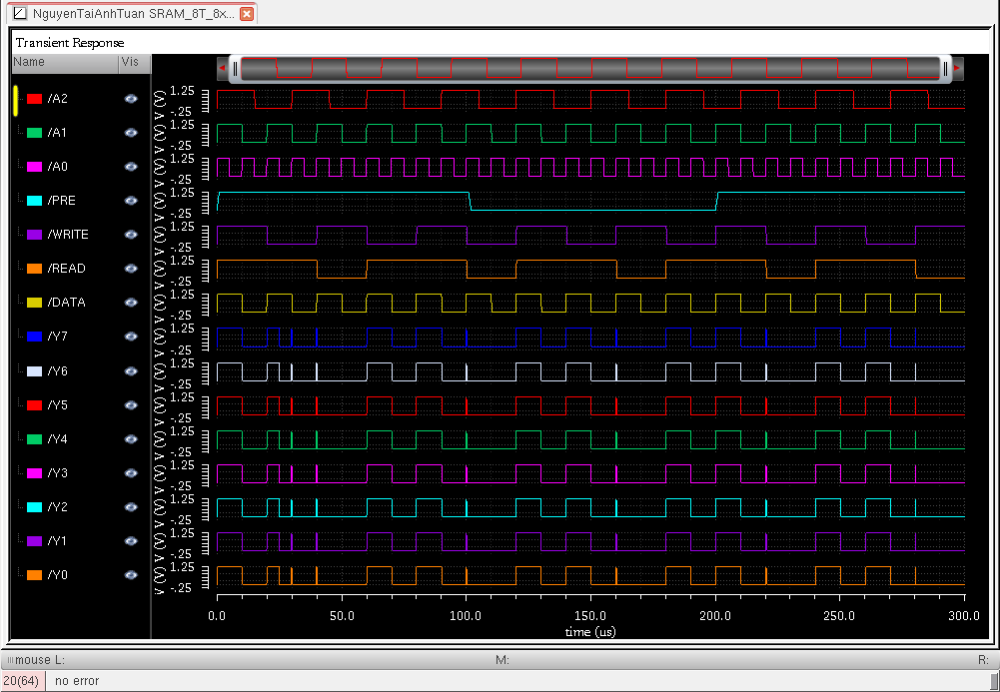 NguyenTaiAnhTuan SRAM_8T_8x...
Transient Response
Name Vis
/A2 V (V) 1.25 -.25
/A1 V (V) 1.25 -.25
/A0 V (V) 1.25 -.25
/PRE V (V) 1.25 -.25
/WRITE V (V) 1.25 -.25
/READ V (V) 1.25 -.25
/DATA V (V) 1.25 -.25
/Y7 V (V) 1.25 -.25
/Y6 V (V) 1.25 -.25
/Y5 V (V) 1.25 -.25
/Y4 V (V) 1.25 -.25
/Y3 V (V) 1.25 -.25
/Y2 V (V) 1.25 -.25
/Y1 V (V) 1.25 -.25
/Y0 V (V) 1.25 -.25
0.0 50.0 100.0 150.0 200.0 250.0 300.0
time (us)
mouse L: M: R:
20(64) no error